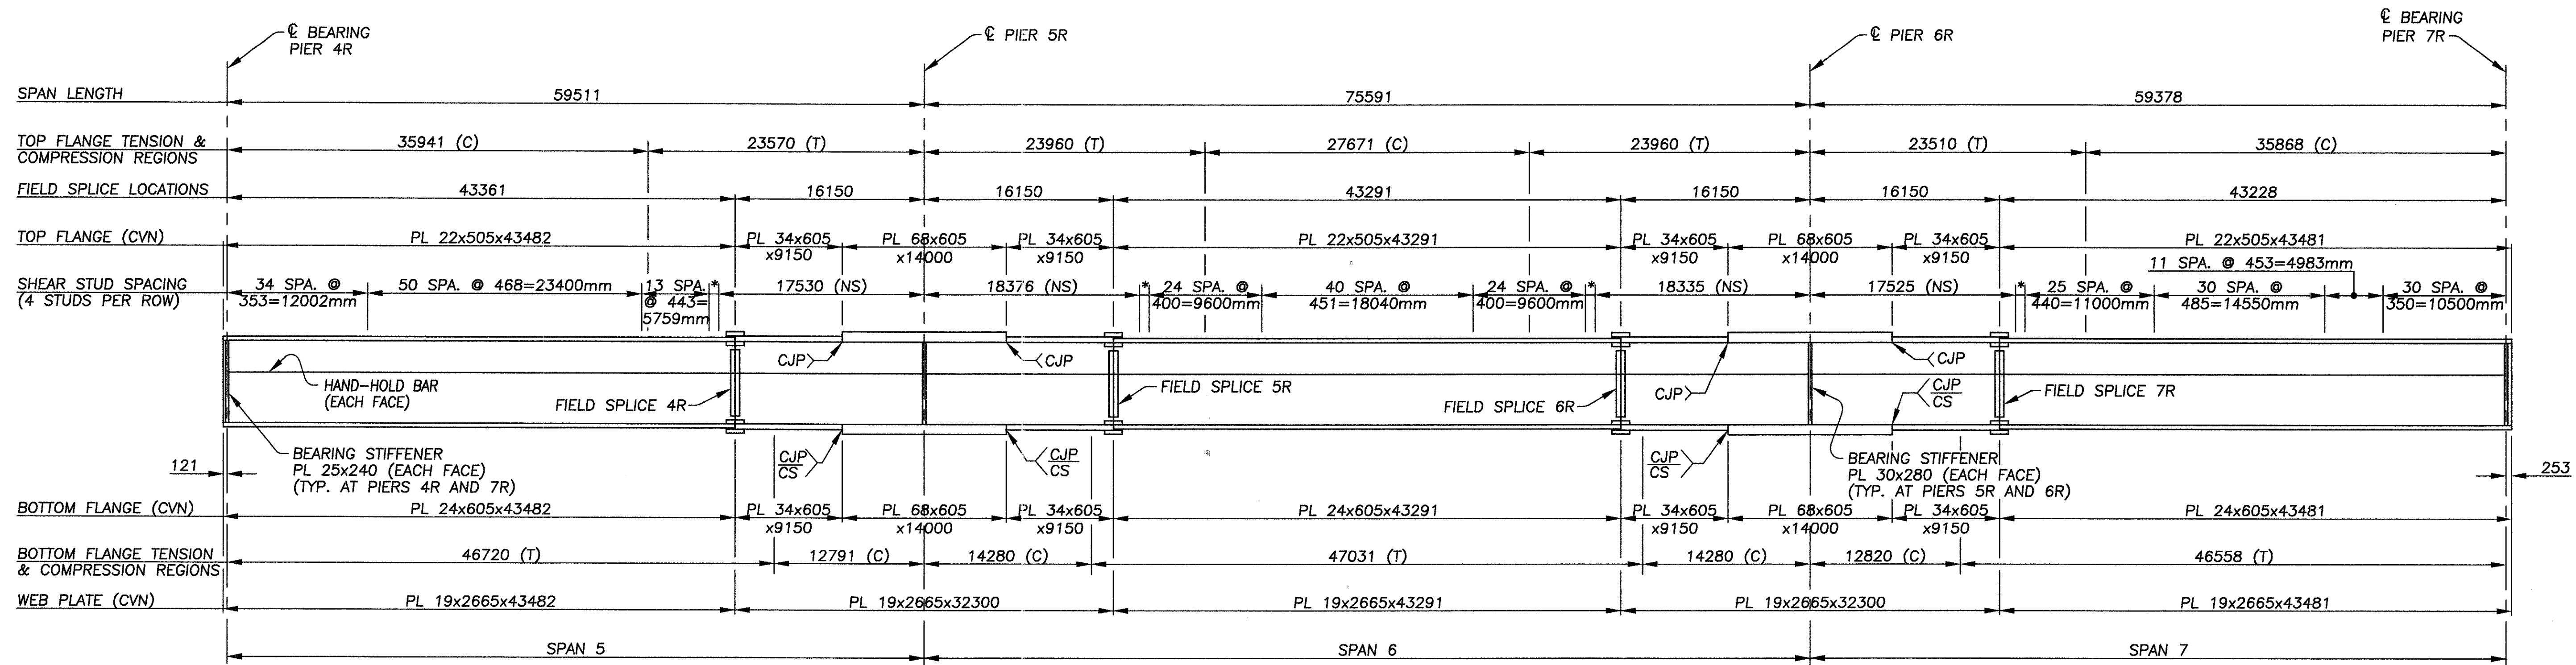 ℄ BEARING
PIER 4R
℄ PIER 5R
℄ PIER 6R
℄ BEARING
PIER 7R
SPAN LENGTH
59511
75591
59378
TOP FLANGE TENSION &
COMPRESSION REGIONS
35941 (C)
23570 (T)
23960 (T)
27671 (C)
23960 (T)
23510 (T)
35868 (C)
FIELD SPLICE LOCATIONS
43361
16150
16150
43291
16150
16150
43228
TOP FLANGE (CVN)
PL 22x505x43482
PL 34x605
x9150
PL 68x605
x14000
PL 34x605
x9150
PL 22x505x43291
PL 34x605
x9150
PL 68x605
x14000
PL 34x605
x9150
PL 22x505x43481
SHEAR STUD SPACING
(4 STUDS PER ROW)
34 SPA. @
353=12002mm
50 SPA. @ 468=23400mm
13 SPA.
@ 443=
5759mm
*
17530 (NS)
18376 (NS)
*
24 SPA. @
400=9600mm
40 SPA. @
451=18040mm
24 SPA. @
400=9600mm
*
18335 (NS)
17525 (NS)
*
25 SPA. @
440=11000mm
30 SPA. @
485=14550mm
11 SPA. @ 453=4983mm
30 SPA. @
350=10500mm
CJP
CJP
CJP
CJP
HAND-HOLD BAR
(EACH FACE)
FIELD SPLICE 4R
FIELD SPLICE 5R
FIELD SPLICE 6R
CJP
CS
FIELD SPLICE 7R
121
BEARING STIFFENER
PL 25x240 (EACH FACE)
(TYP. AT PIERS 4R AND 7R)
CJP
CS
CJP
CS
CJP
CS
BEARING STIFFENER
PL 30x280 (EACH FACE)
(TYP. AT PIERS 5R AND 6R)
253
BOTTOM FLANGE (CVN)
PL 24x605x43482
PL 34x605
x9150
PL 68x605
x14000
PL 34x605
x9150
PL 24x605x43291
PL 34x605
x9150
PL 68x605
x14000
PL 34x605
x9150
PL 24x605x43481
BOTTOM FLANGE TENSION
& COMPRESSION REGIONS
46720 (T)
12791 (C)
14280 (C)
47031 (T)
14280 (C)
12820 (C)
46558 (T)
WEB PLATE (CVN)
PL 19x2665x43482
PL 19x2665x32300
PL 19x2665x43291
PL 19x2665x32300
PL 19x2665x43481
SPAN 5
SPAN 6
SPAN 7